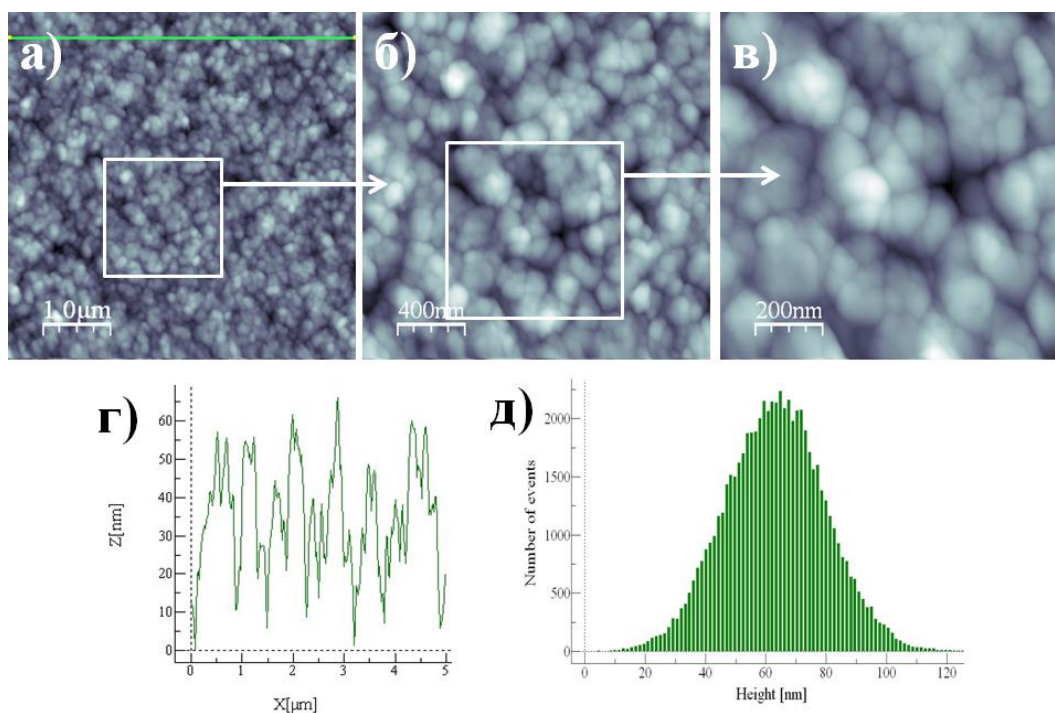 а) б) в)
1.0µm 400nm 200nm
г)
Z[nm]
60
50
40
30
20
10
0
0 1 2 3 4 5
X[µm]
д)
Number of events
2000
1500
1000
500
0
0 20 40 60 80 100 120
Height [nm]